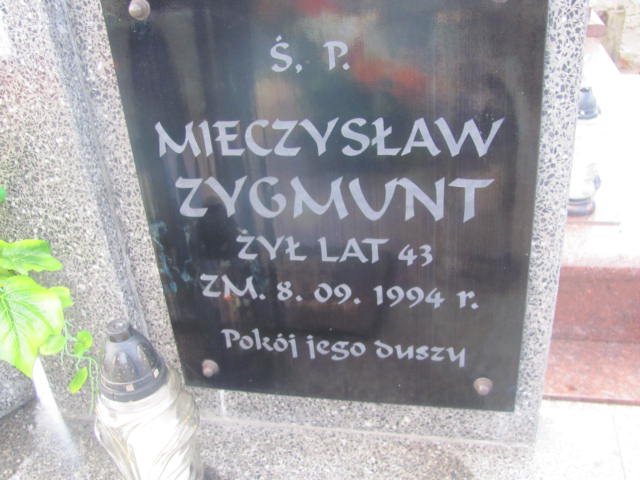 Ś. P.
MIECZYSŁAW
ZYGMUNT
ŻYŁ LAT 43
ZM. 8. 09. 1994 r.
Pokój jego duszy